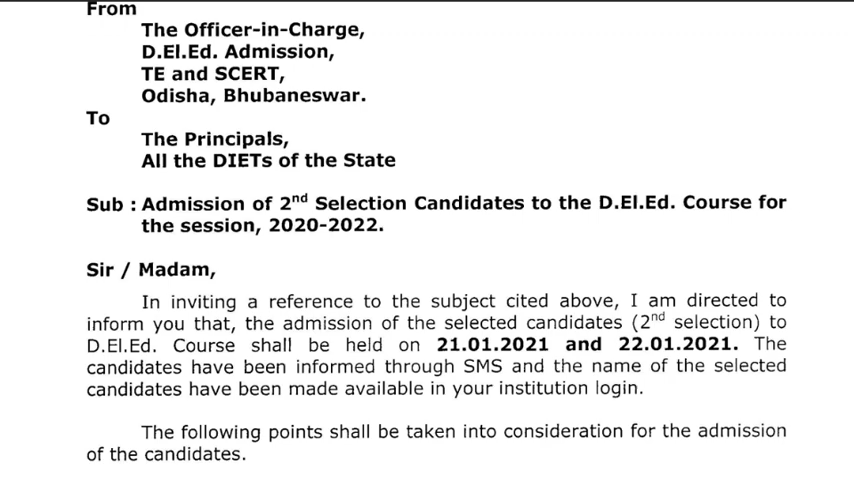 From
The Officer-in-Charge,
D.El.Ed. Admission,
TE and SCERT,
Odisha, Bhubaneswar.
To
The Principals,
All the DIETs of the State
Sub : Admission of 2nd Selection Candidates to the D.El.Ed. Course for
the session, 2020-2022.
Sir / Madam,
In inviting a reference to the subject cited above, I am directed to
inform you that, the admission of the selected candidates (2nd selection) to
D.El.Ed. Course shall be held on 21.01.2021 and 22.01.2021. The
candidates have been informed through SMS and the name of the selected
candidates have been made available in your institution login.
The following points shall be taken into consideration for the admission
of the candidates.